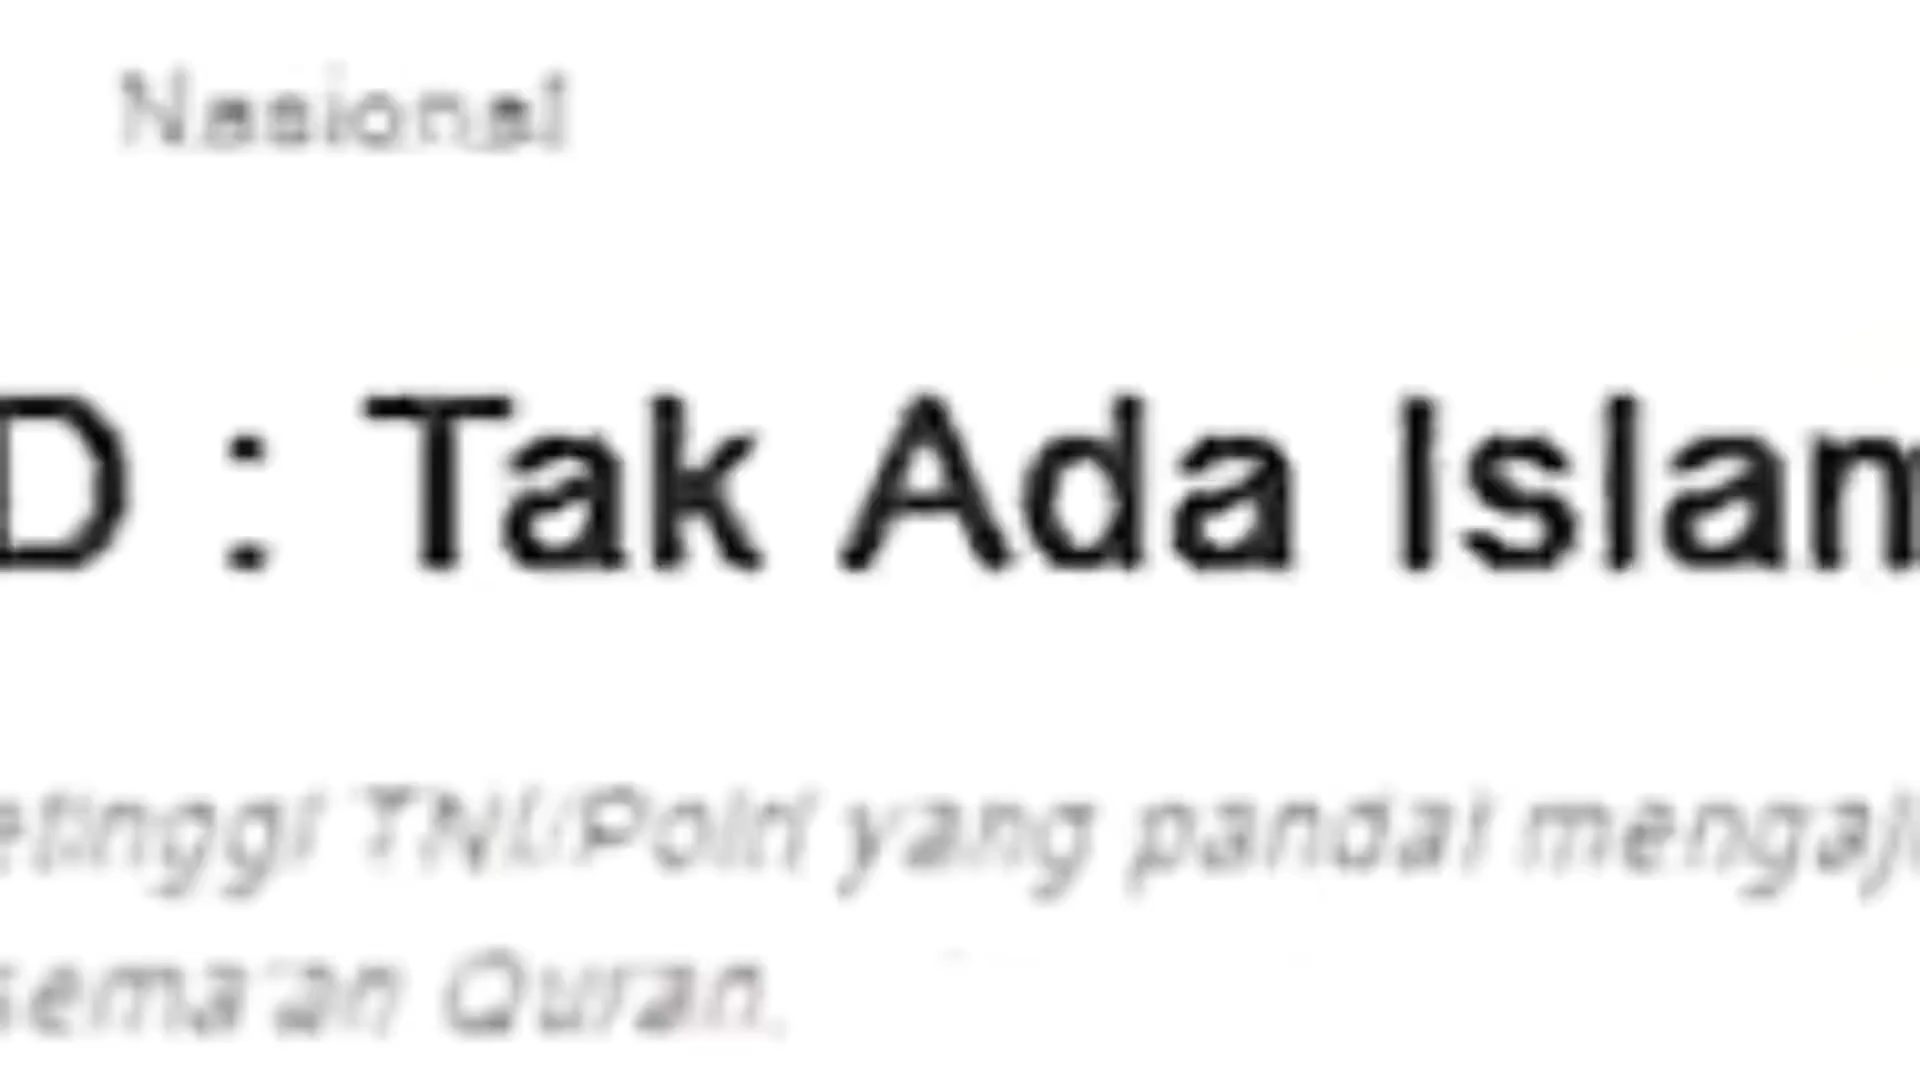 Nasional
D : Tak Ada Islam
etinggi TNI/Polri yang pandai mengaji
sema'an Quran.